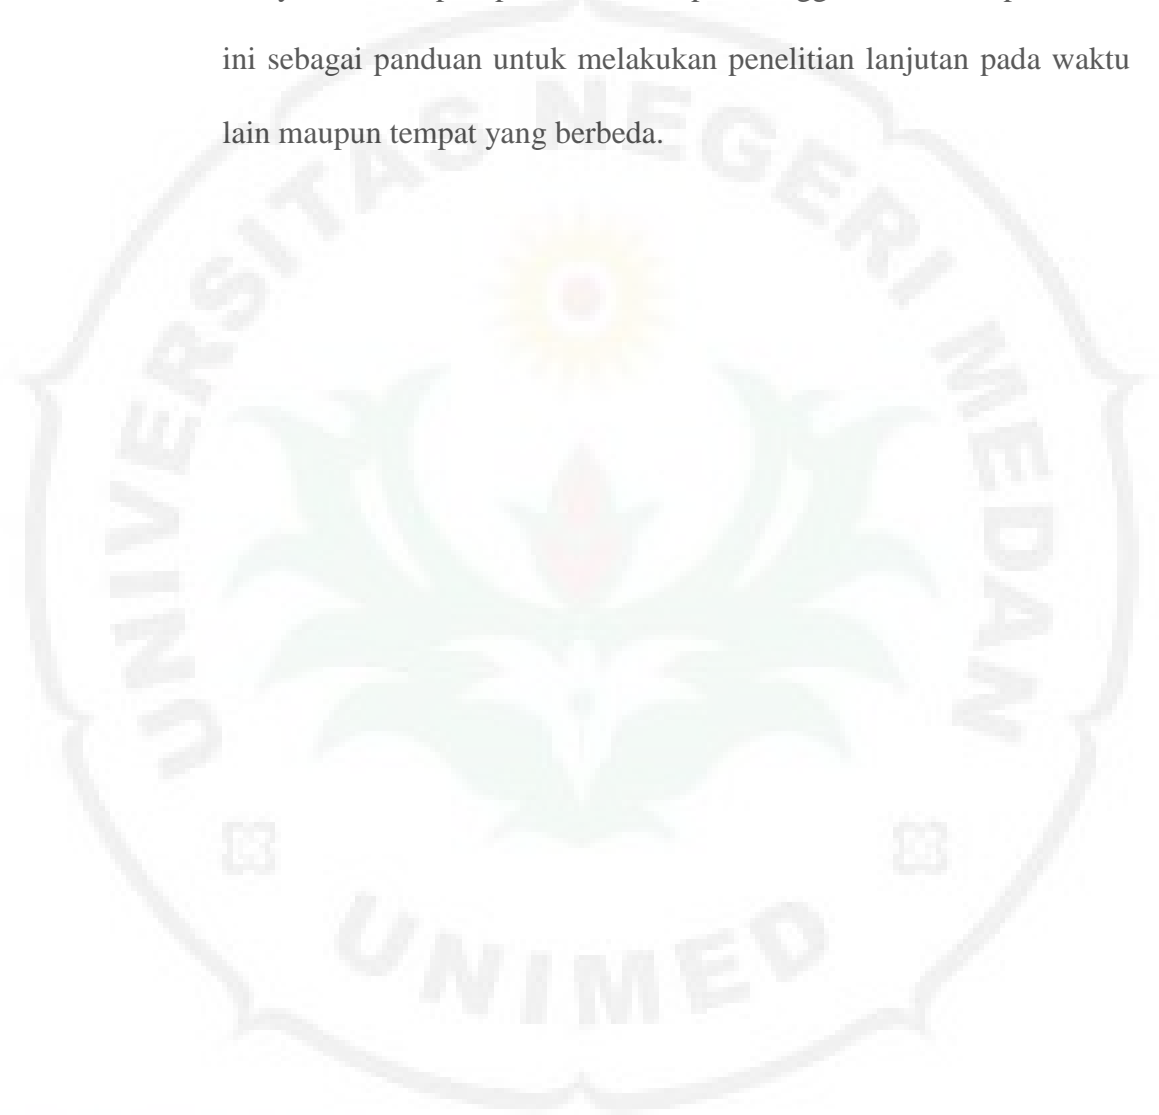 ini sebagai panduan untuk melakukan penelitian lanjutan pada waktu
lain maupun tempat yang berbeda.
UNIVERSITAS NEGERI MEDAN
UNIMED